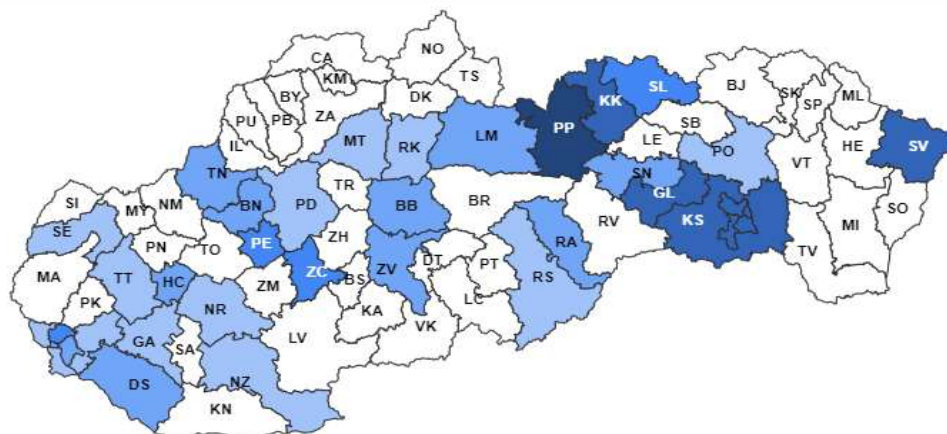 NO
CA
TS
KM
BY
DK
BJ
SK
SP
ML
PU
PB
ZA
KK
SL
SB
IL
MT
RK
LM
PP
LE
PO
HE
SV
VT
TN
SN
TR
GL
BN
PD
BB
BR
SI
MY
NM
RV
KS
SO
SE
PN
TO
PE
ZH
RA
MI
MA
TT
HC
ZC
BS
ZV
DT
PT
RS
TV
PK
ZM
NR
KA
LC
VK
GA
SA
LV
DS
NZ
KN